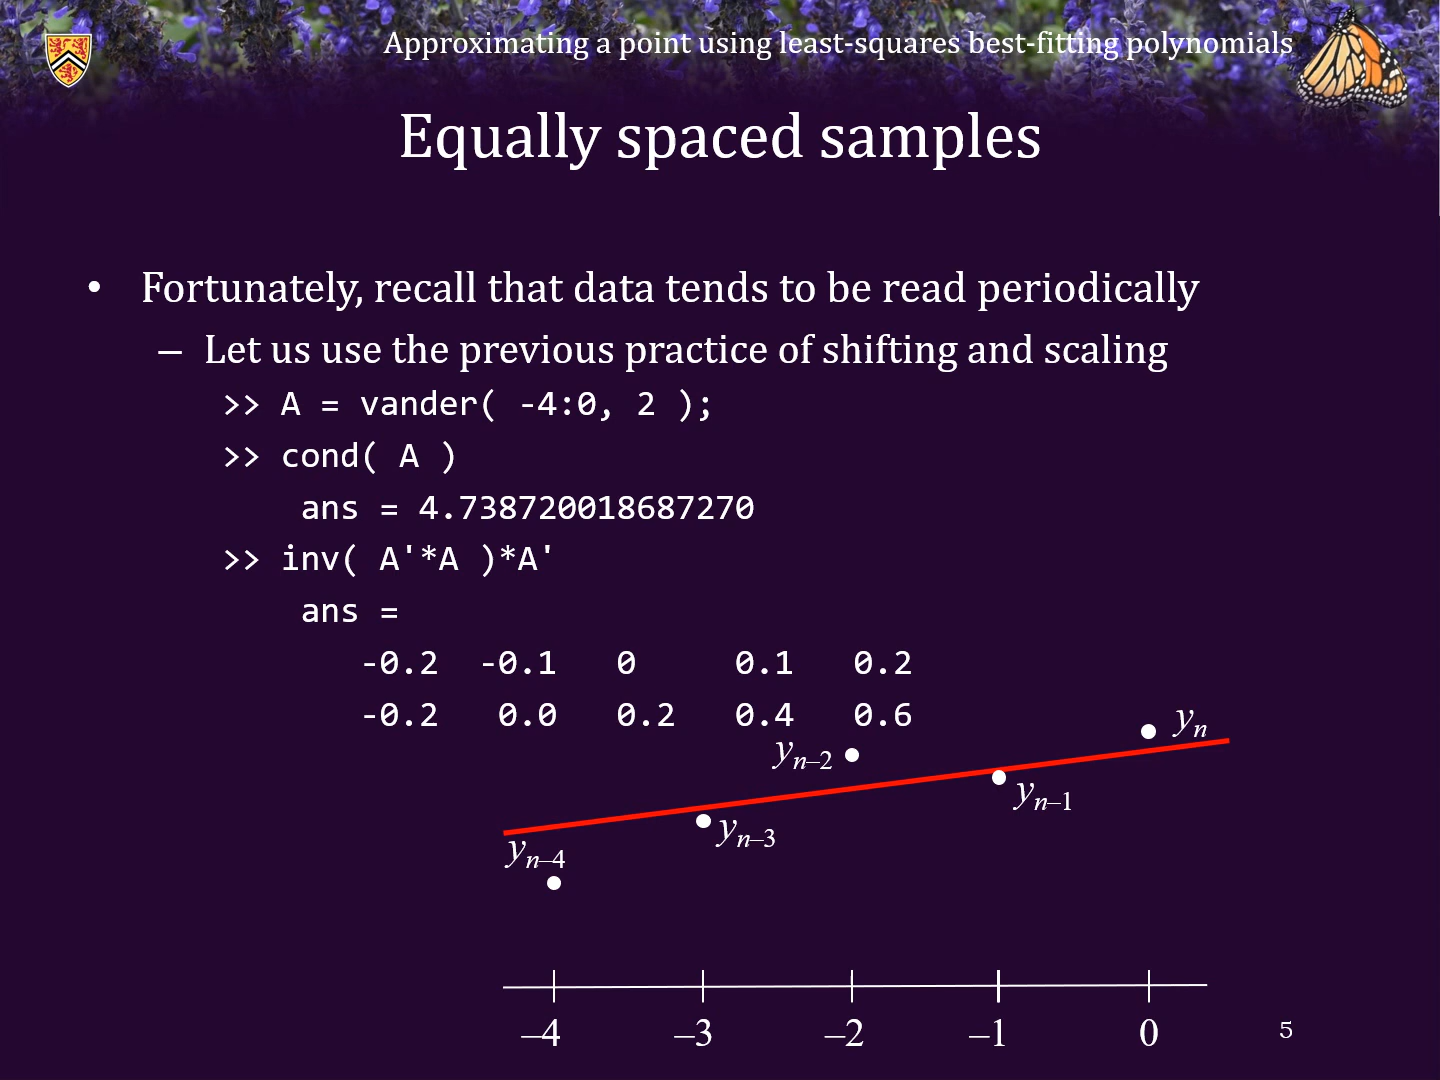 Approximating a point using least-squares best-fitting polynomials
Equally spaced samples
• Fortunately, recall that data tends to be read periodically
– Let us use the previous practice of shifting and scaling
>> A = vander( -4:0, 2 );
>> cond( A )
ans = 4.738720018687270
>> inv( A'*A )*A'
ans =
-0.2 -0.1 0 0.1 0.2
-0.2 0.0 0.2 0.4 0.6
yn
yn–2
yn–1
yn–3
yn–4
–4 –3 –2 –1 0
5